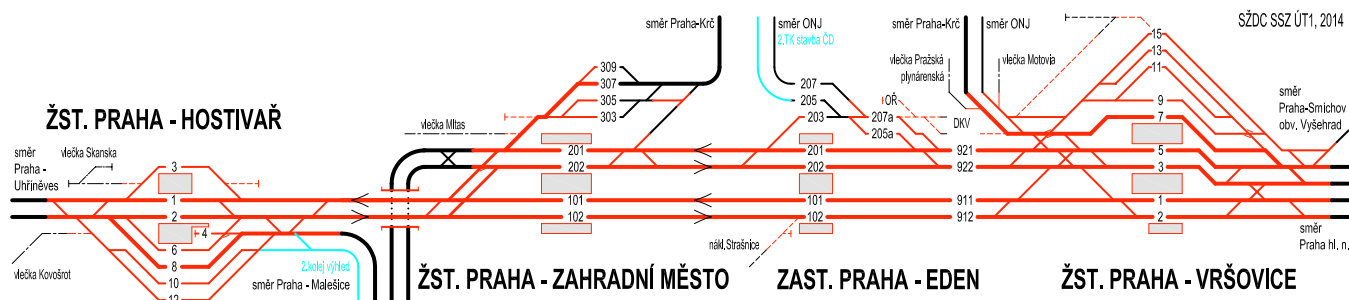 SŽDC SSZ ÚT1, 2014
směr Praha-Krč
směr ONJ
2.TK stavba ČD
směr Praha-Krč
směr ONJ
vlečka Pražská
plynárenská
vlečka Motovia
15
13
11
9
7
5
3
1
2
směr
Praha-Smíchov
obv. Vyšehrad
směr
Praha hl. n.
309
307
305
303
vlečka Mitas
207
205
203
207a
205a
OŘ
DKV
201
202
101
102
201
202
101
102
921
922
911
912
nákl.Strašnice
ŽST. PRAHA - HOSTIVAŘ
směr
Praha -
Uhříněves
vlečka Skanska
3
1
2
4
6
8
10
12
vlečka Kovošrot
2.kolej výhled
směr Praha - Malešice
ŽST. PRAHA - ZAHRADNÍ MĚSTO
ZAST. PRAHA - EDEN
ŽST. PRAHA - VRŠOVICE